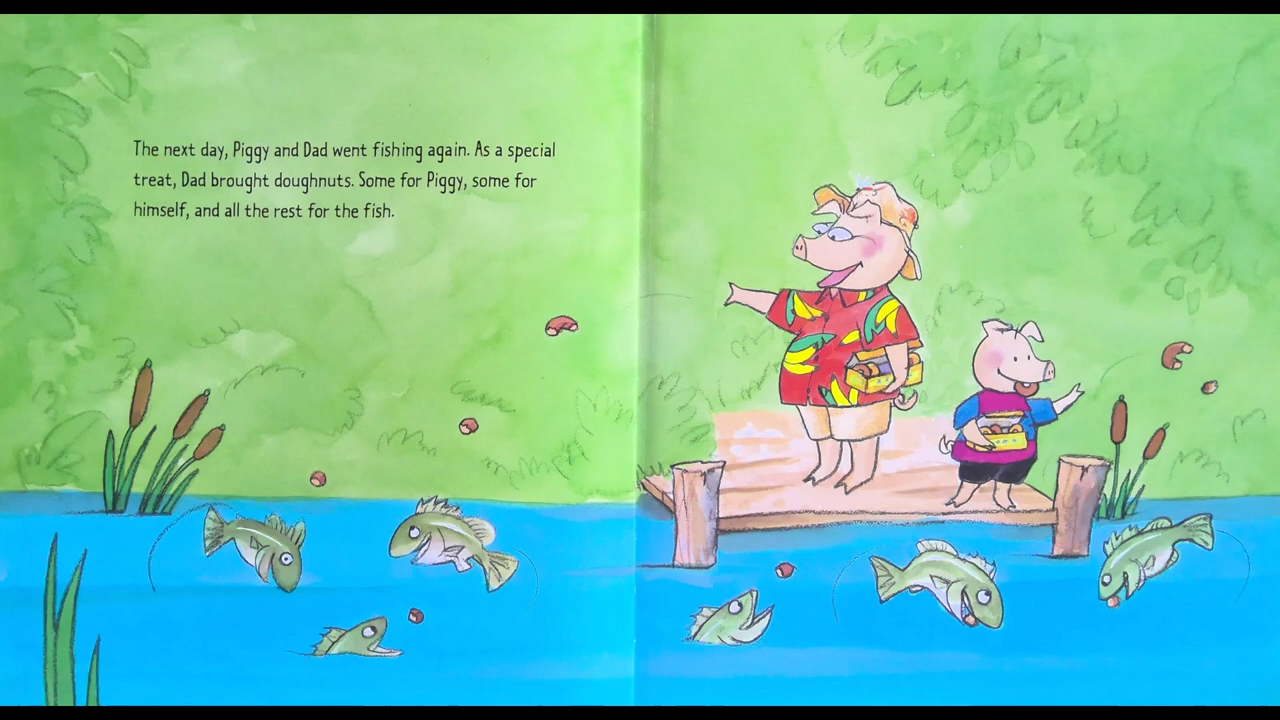 The next day, Piggy and Dad went fishing again. As a special
treat, Dad brought doughnuts. Some for Piggy, some for
himself, and all the rest for the fish.